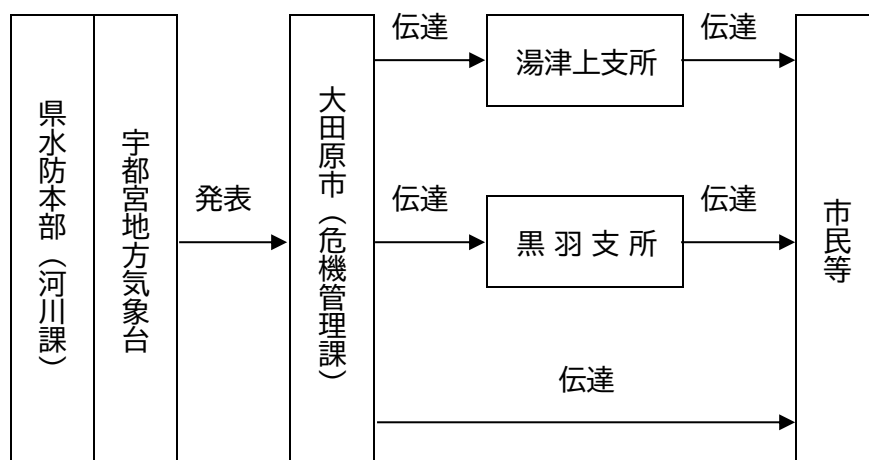 県水防本部（河川課）
宇都宮地方気象台
発表
大田原市（危機管理課）
伝達
湯津上支所
伝達
伝達
黒羽支所
伝達
伝達
市民等